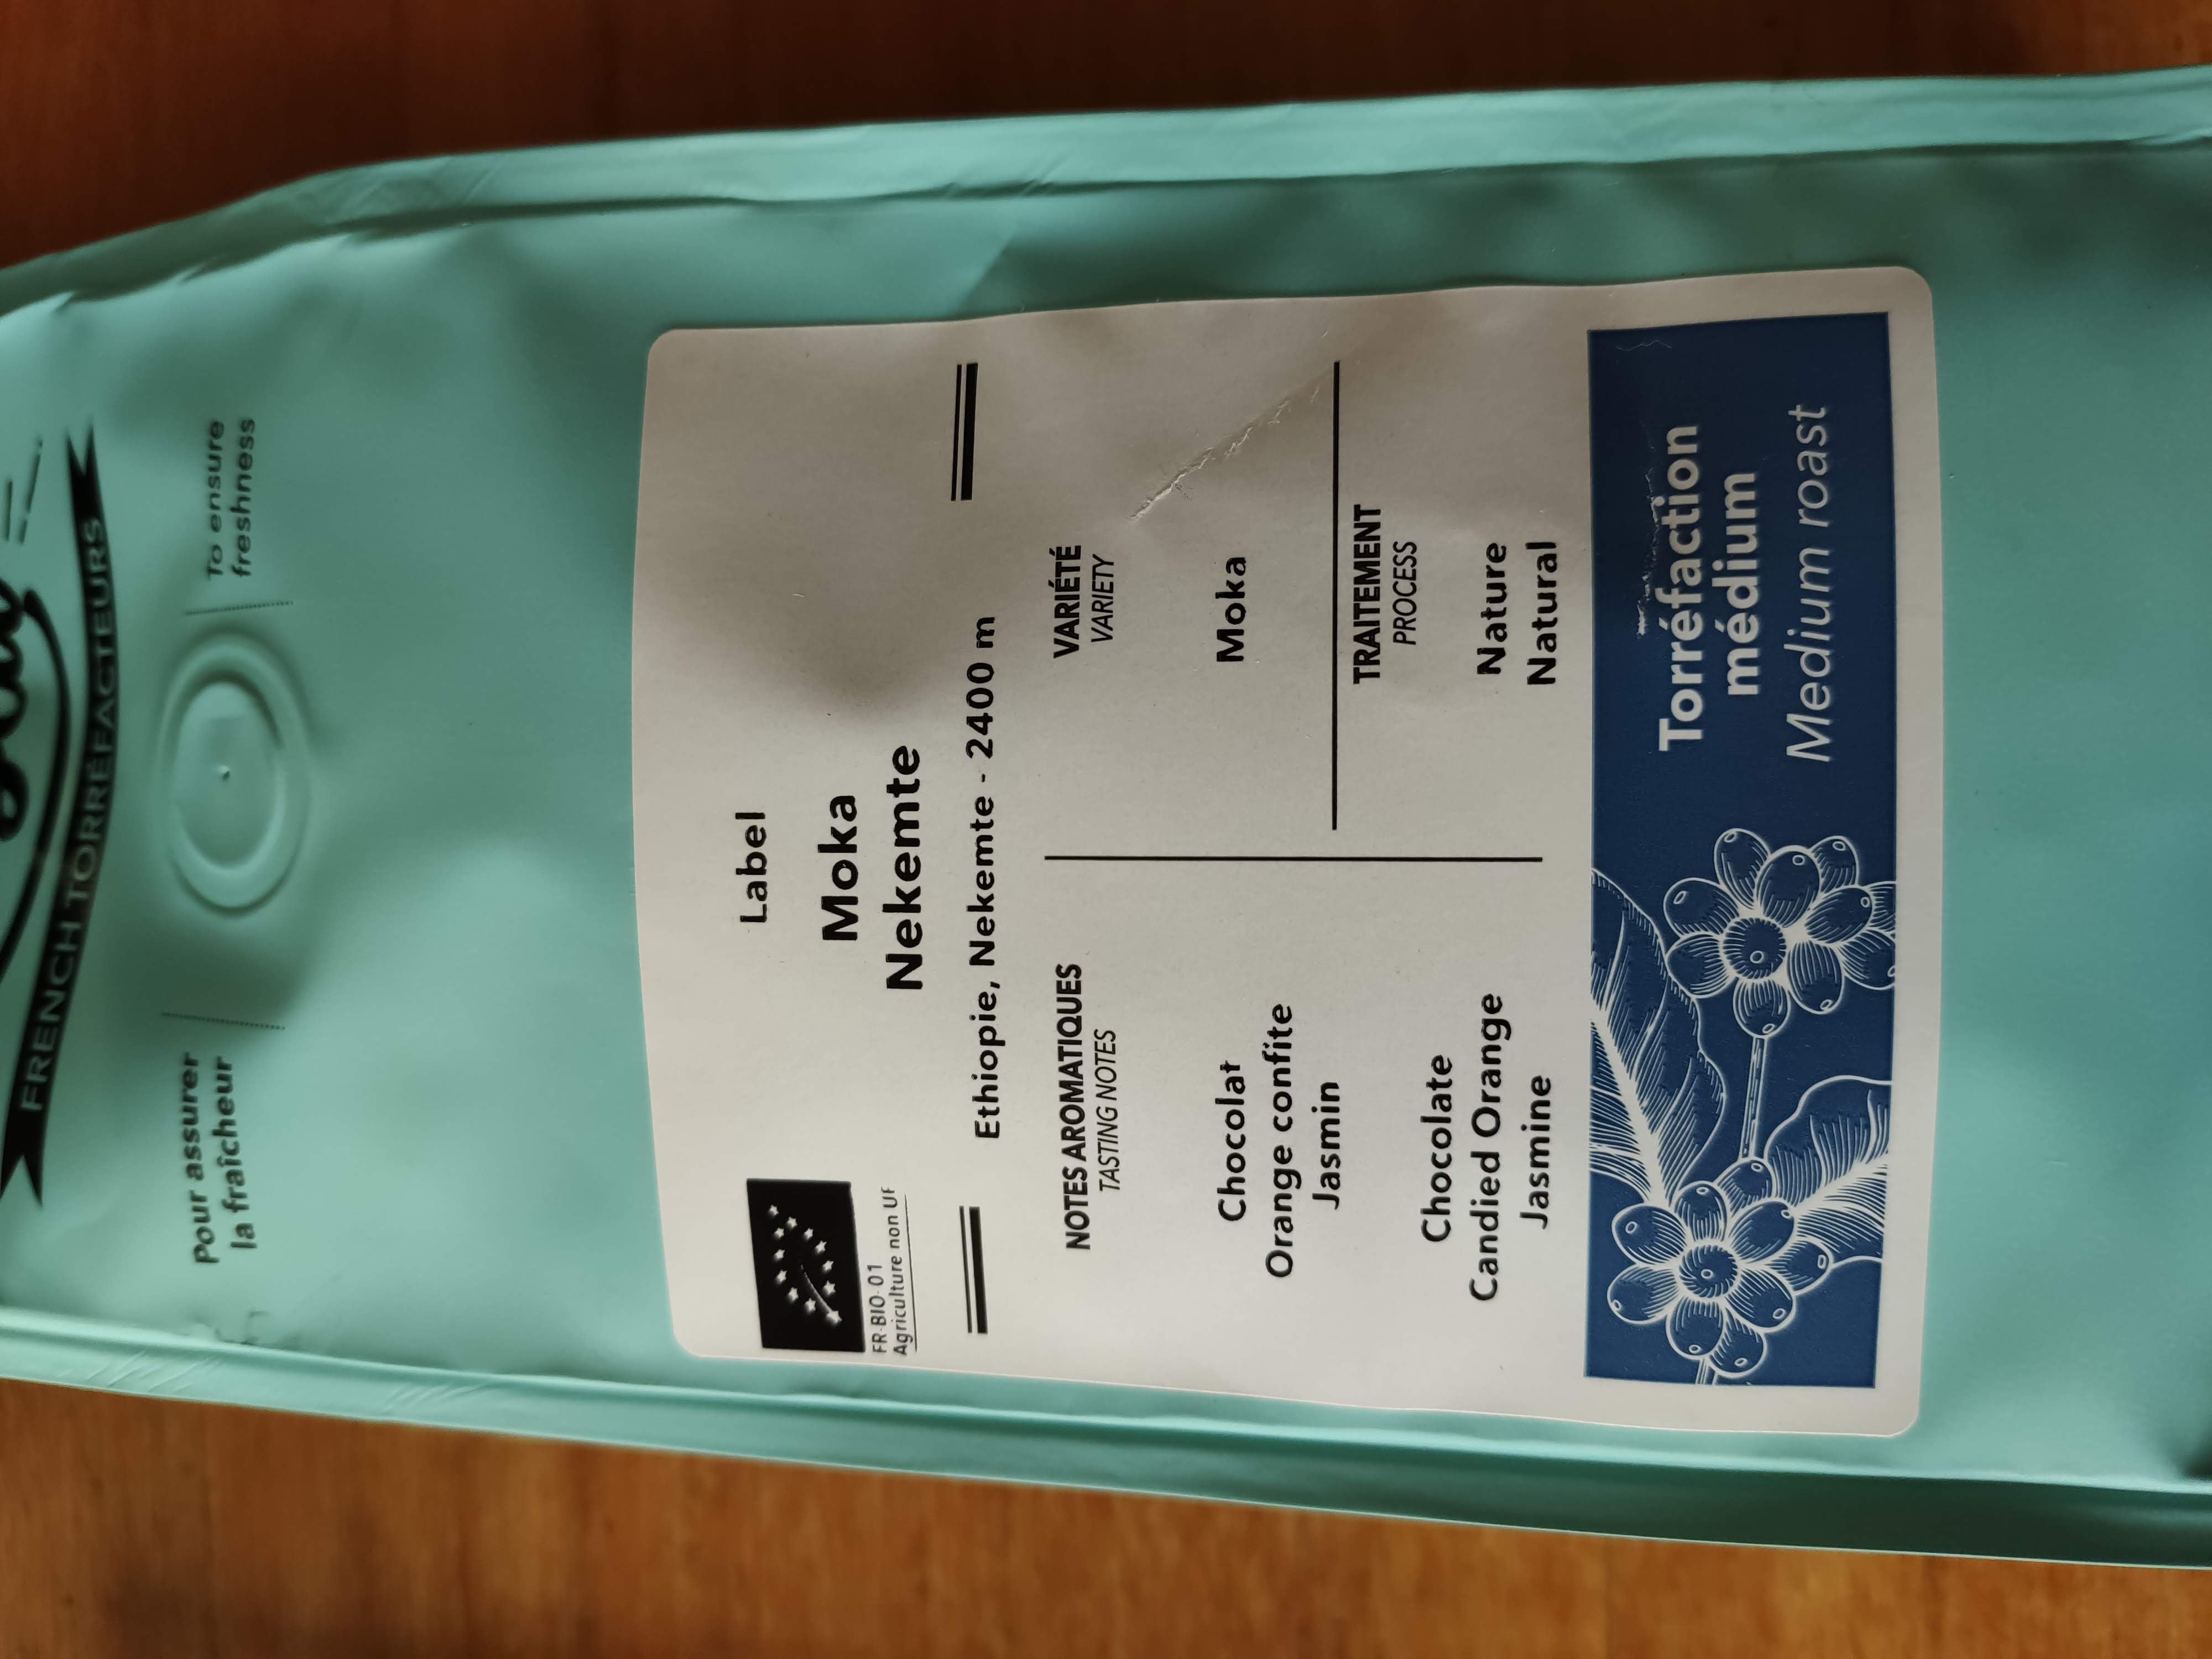 FRENCH TORRÉFACTEURS
Pour assurer
la fraîcheur
To ensure
freshness
Label
FR-BIO-01
Agriculture non UE
Moka
Nekemte
Ethiopie, Nekemte - 2400 m
NOTES AROMATIQUES
TASTING NOTES
Chocolat
Orange confite
Jasmin
Chocolate
Candied Orange
Jasmine
VARIÉTÉ
VARIETY
Moka
TRAITEMENT
PROCESS
Nature
Natural
Torréfaction
médium
Medium roast